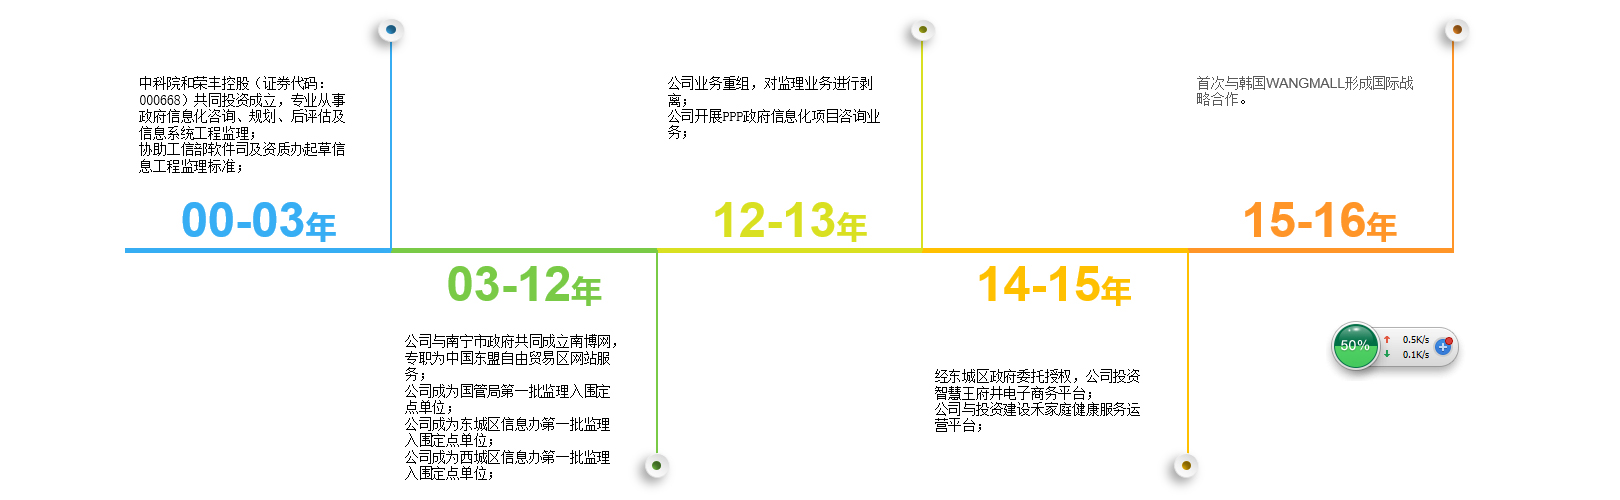 中科院和荣丰控股（证券代码：
000668）共同投资成立，专业从事
政府信息化咨询、规划、后评估及
信息系统工程监理；
协助工信部软件司及资质办起草信
息工程监理标准；
00-03年
03-12年
公司与南宁市政府共同成立南博网，
专职为中国东盟自由贸易区网站服
务；
公司成为国管局第一批监理入围定
点单位；
公司成为东城区信息办第一批监理
入围定点单位；
公司成为西城区信息办第一批监理
入围定点单位；
公司业务重组，对监理业务进行剥
离；
公司开展PPP政府信息化项目咨询业
务；
12-13年
14-15年
经东城区政府委托授权，公司投资
智慧王府井电子商务平台；
公司与投资建设禾家庭健康服务运
营平台；
首次与韩国WANGMALL形成国际战
略合作。
15-16年
50%
0.5K/s
0.1K/s